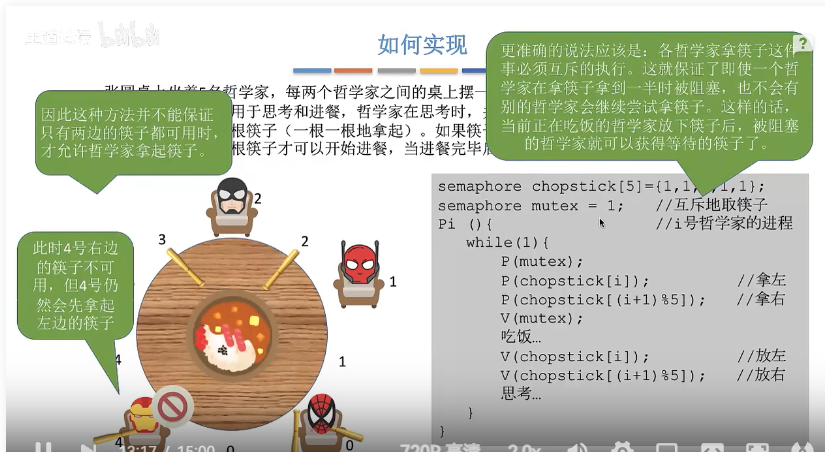 如何实现
更准确的说法应该是：各哲学家拿筷子这件
事必须互斥的执行。这就保证了即使一个哲
学家在拿筷子拿到一半时被阻塞，也不会有
别的哲学家会继续尝试拿筷子。这样的话，
当前正在吃饭的哲学家放下筷子后，被阻塞
的哲学家就可以获得等待的筷子了。
因此这种方法并不能保证
只有两边的筷子都可用时，
才允许哲学家拿起筷子。
每两个哲学家之间的桌上摆一
用于思考和进餐，哲学家在思考时，
根筷子（一根一根地拿起）。如果筷
根筷子才可以开始进餐，当进餐完毕
此时4号右边
的筷子不可
用，但4号仍
然会先拿起
左边的筷子
2
3
2
1
1
4
4
0
0
semaphore chopstick[5]={1,1,1,1};
semaphore mutex = 1; //互斥地取筷子
Pi (){ //i号哲学家的进程
while(1){
P(mutex);
P(chopstick[i]); //拿左
P(chopstick[(i+1)%5]); //拿右
V(mutex);
吃饭…
V(chopstick[i]); //放左
V(chopstick[(i+1)%5]); //放右
思考…
}
}
13:17 / 15:00
720P 高清
2.0x